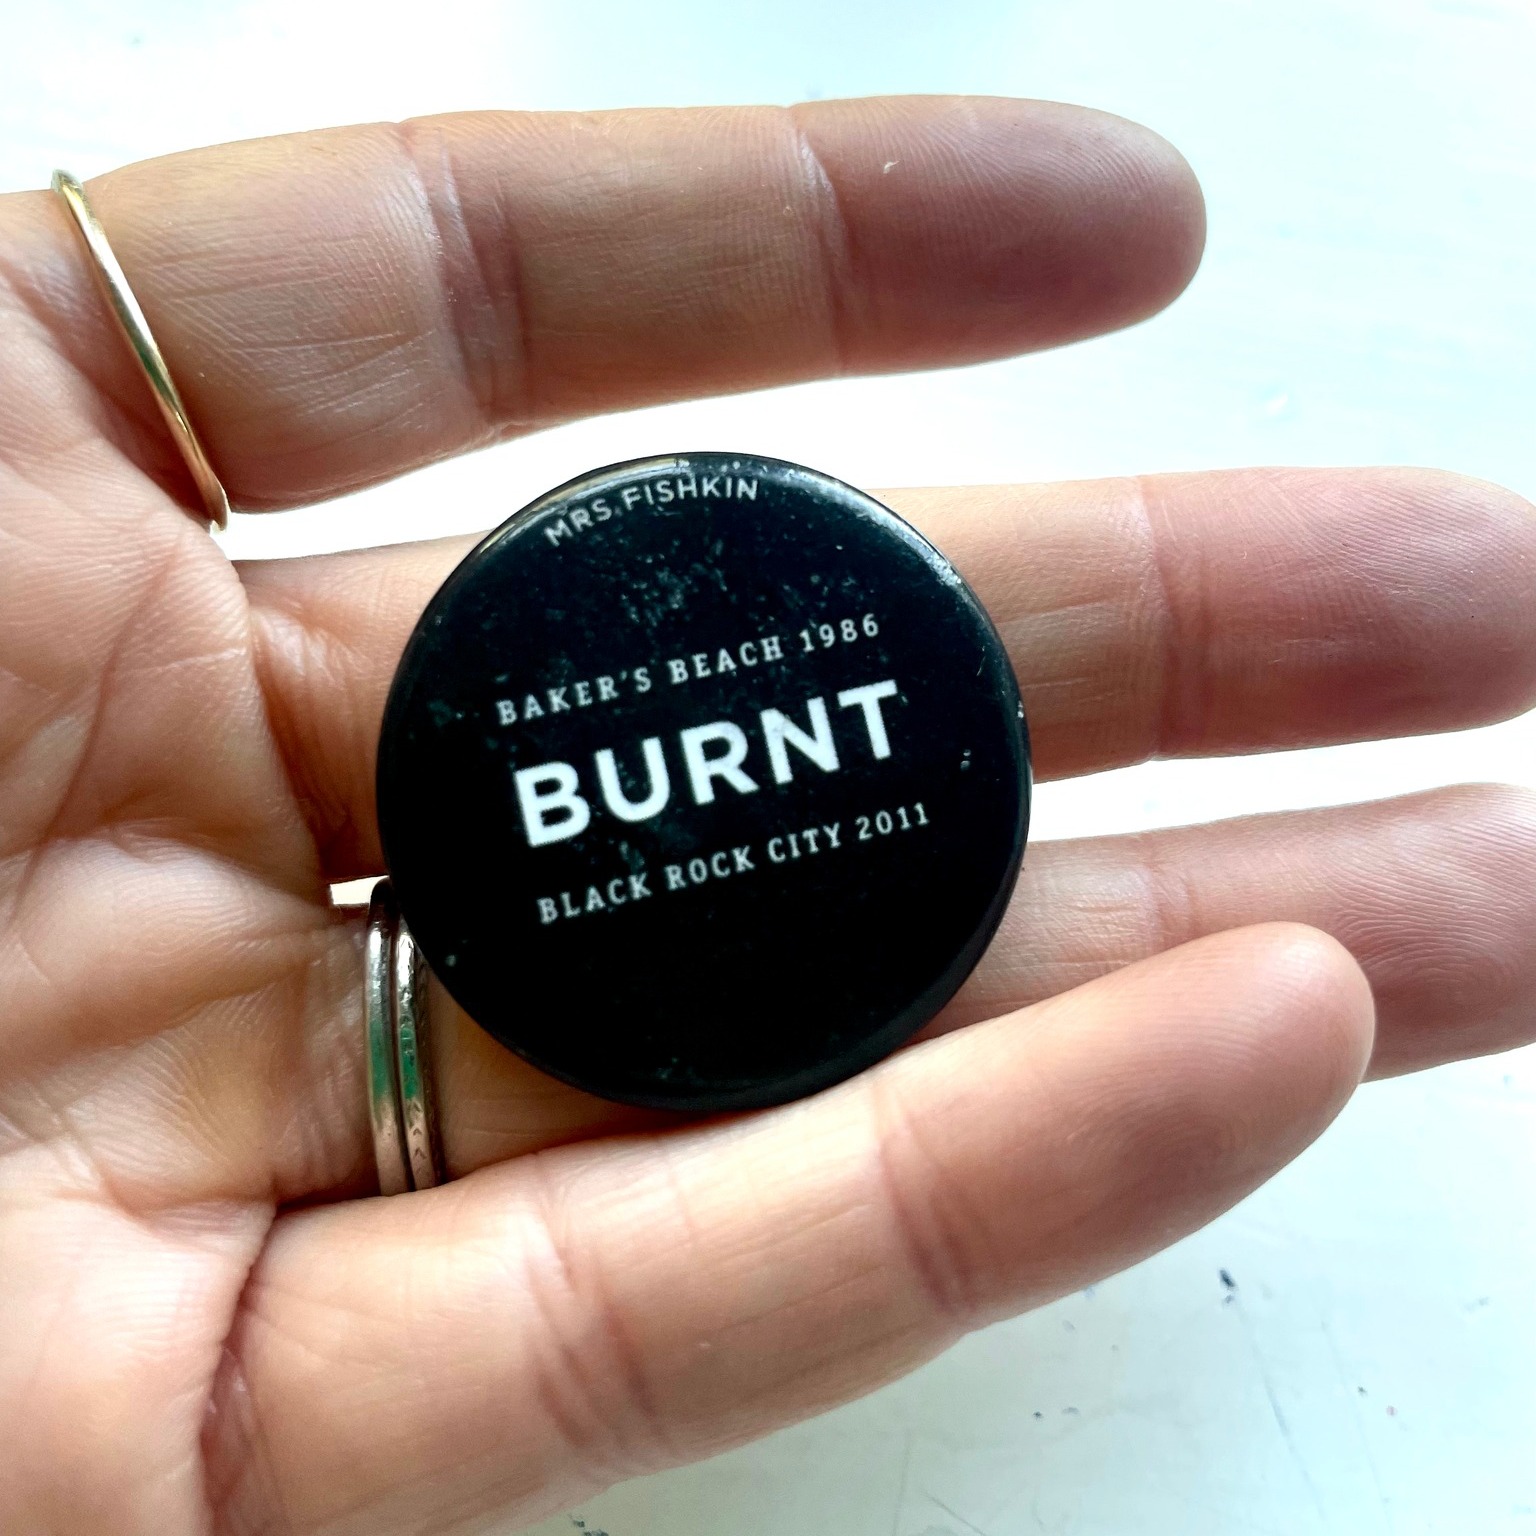 MRS. FISHKIN
BAKER'S BEACH 1986
BURNT
BLACK ROCK CITY 2011